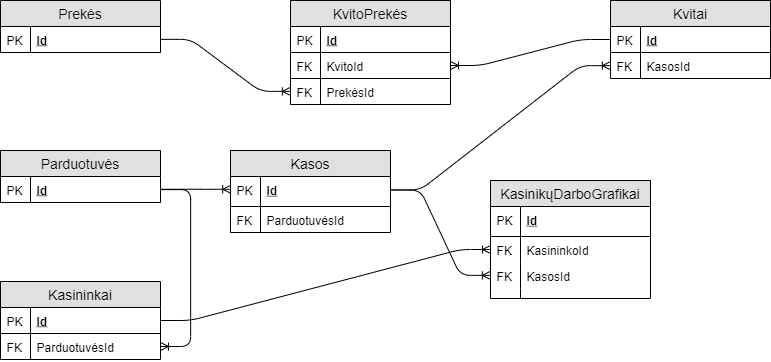 Prekės
PK Id
KvitoPrekės
PK Id
FK KvitoId
FK PrekėsId
Kvitai
PK Id
FK KasosId
Parduotuvės
PK Id
Kasos
PK Id
FK ParduotuvėsId
KasinikųDarboGrafikai
PK Id
FK KasininkoId
FK KasosId
Kasininkai
PK Id
FK ParduotuvėsId